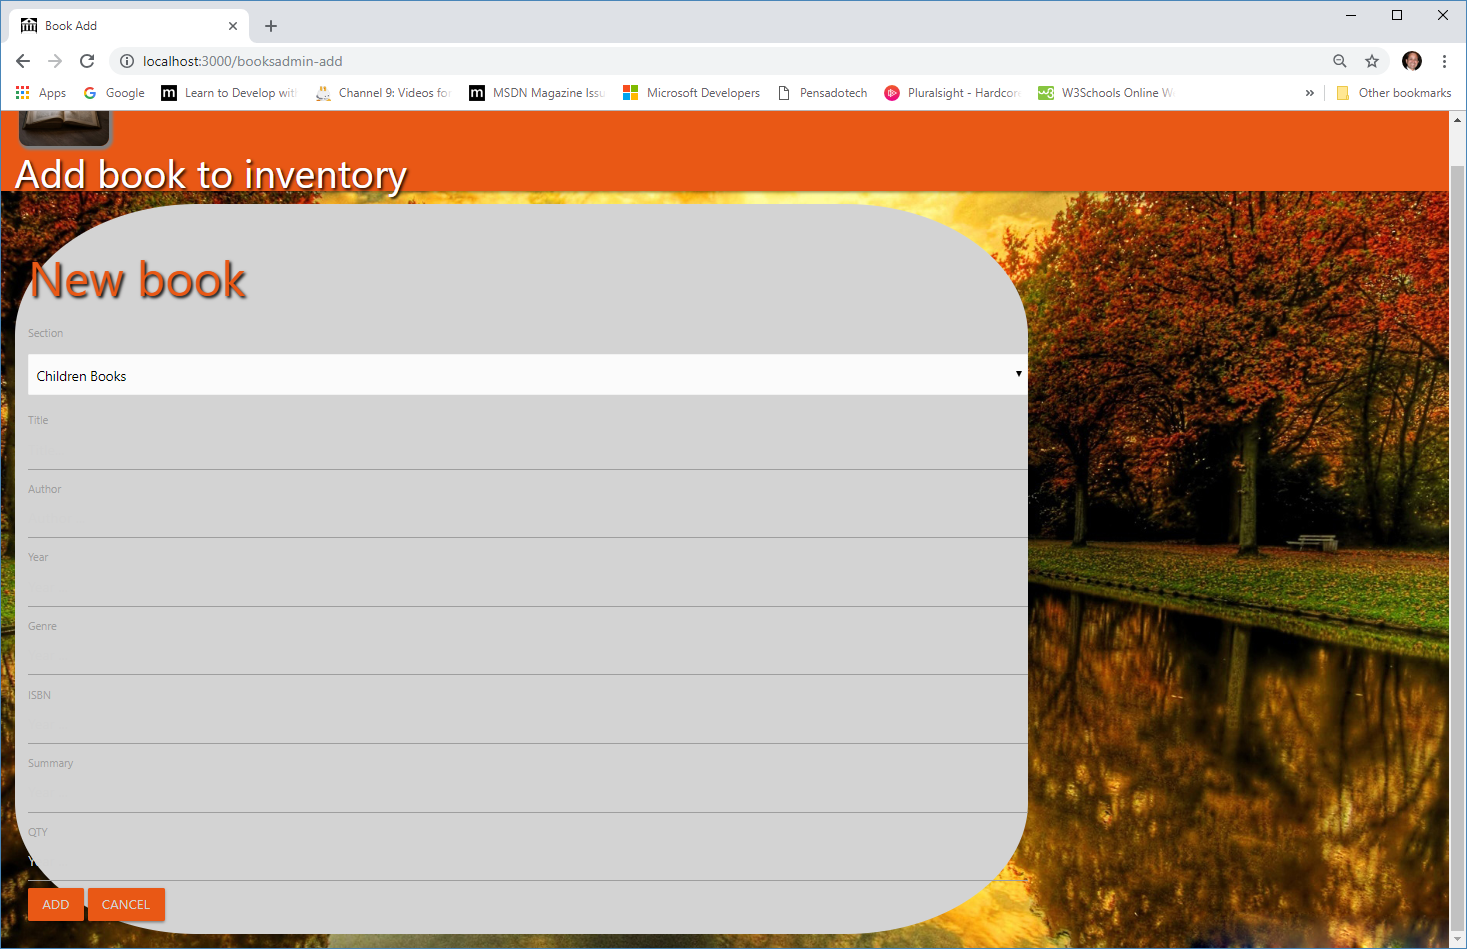 Book Add
localhost:3000/booksadmin-add
Apps Google Learn to Develop wit Channel 9: Videos for MSDN Magazine Issu Microsoft Developers Pensadotech Pluralsight - Hardcor W3Schools Online W » Other bookmarks
Add book to inventory
New book
Section
Children Books
Title
Author
Year
Genre
ISBN
Summary
QTY
ADD CANCEL